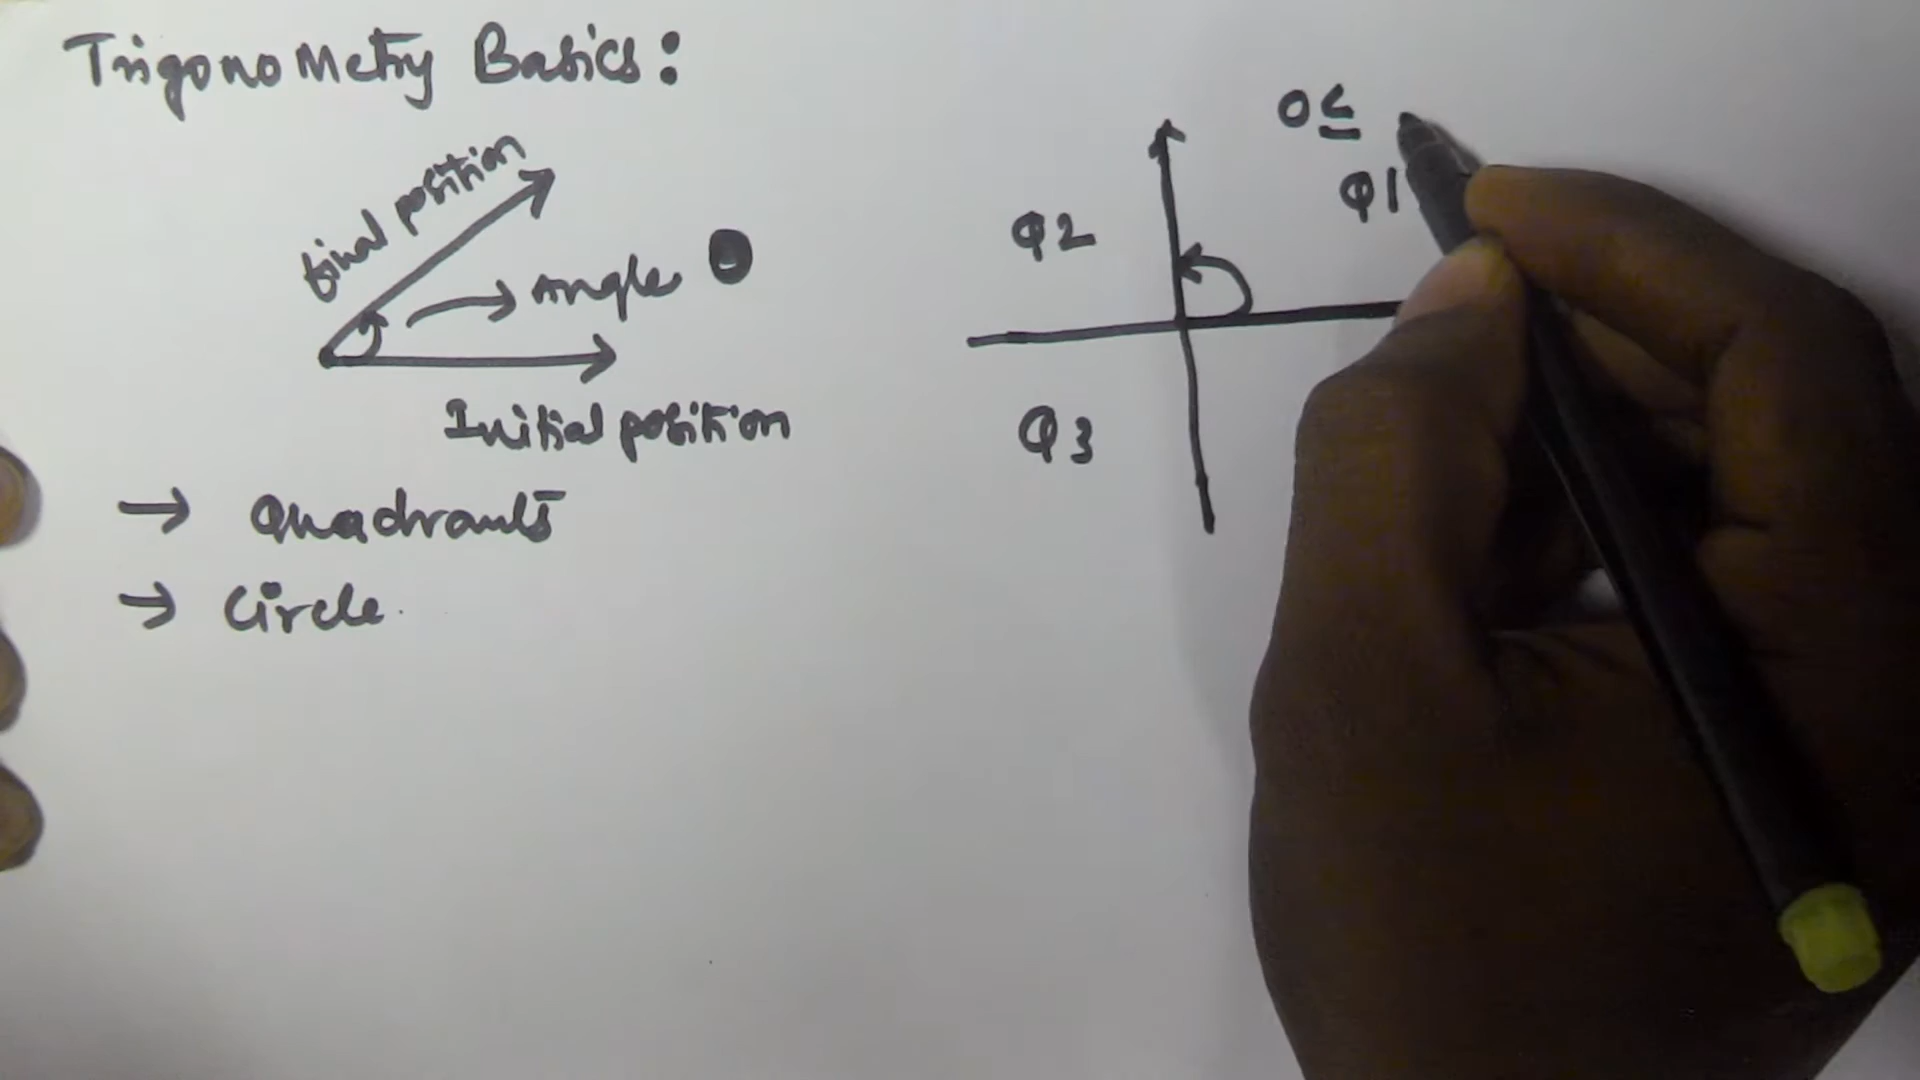 Trigonometry Basics:
final position
Angle θ
Initial position
→ Quadrants
→ Circle.
0 ≤
Q1
Q2
Q3